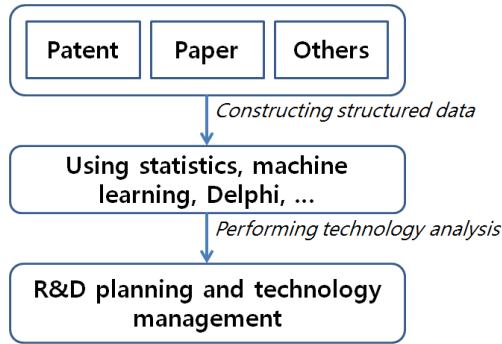 Patent
Paper
Others
Constructing structured data
Using statistics, machine
learning, Delphi, ...
Performing technology analysis
R&D planning and technology
management